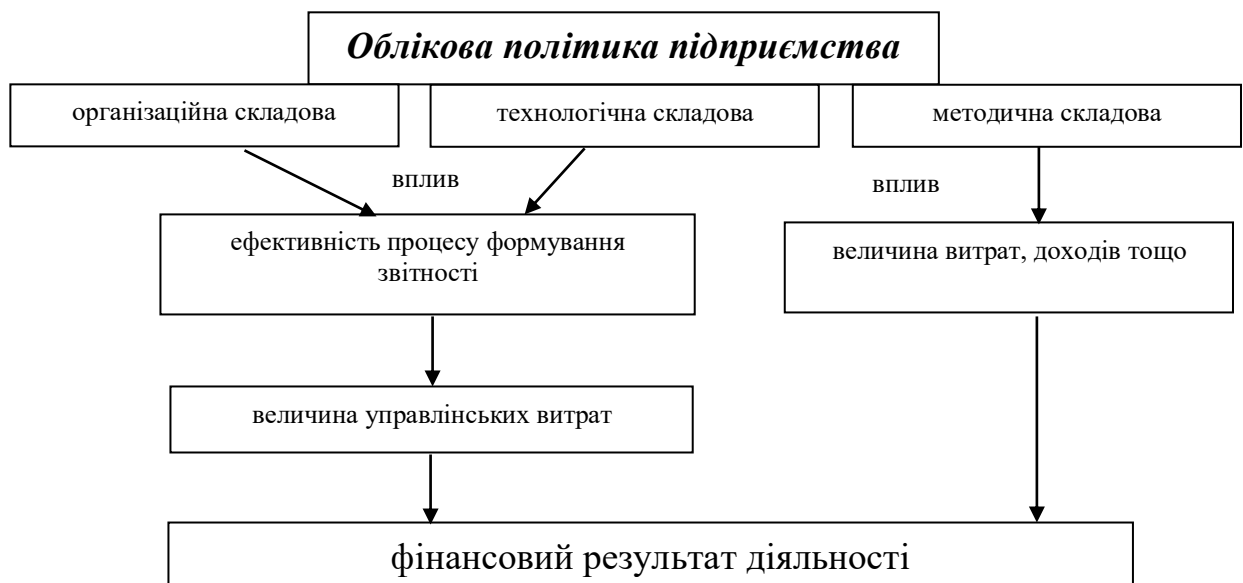 Облікова політика підприємства
організаційна складова
технологічна складова
методична складова
вплив
вплив
ефективність процесу формування
звітності
величина витрат, доходів тощо
величина управлінських витрат
фінансовий результат діяльності